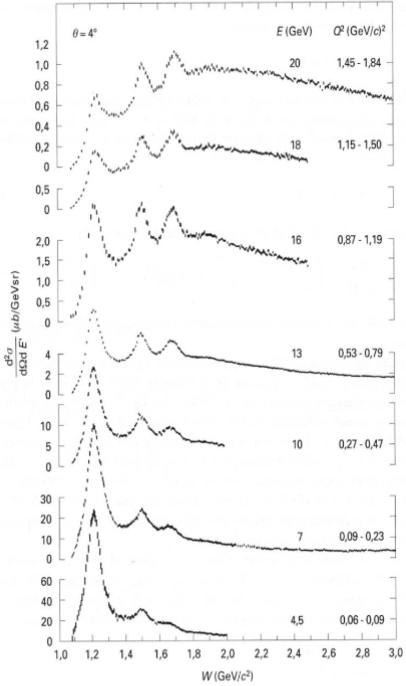 θ = 4° E (GeV) Q² (GeV/c)²
1,2
20 1,45 - 1,84
1,0
0,8
0,6
0,4
0,2
18 1,15 - 1,50
0
0,5
0
16 0,87 - 1,19
2,0
1,5
1,0
0,5
0
d²σ
dΩd E' (μb/GeVsr)
13 0,53 - 0,79
4
2
0
10
10 0,27 - 0,47
5
0
30
20
7 0,09 - 0,23
10
0
60
40
4,5 0,06 - 0,09
20
0
1,0 1,2 1,4 1,6 1,8 2,0 2,2 2,4 2,6 2,8 3,0
W (GeV/c²)